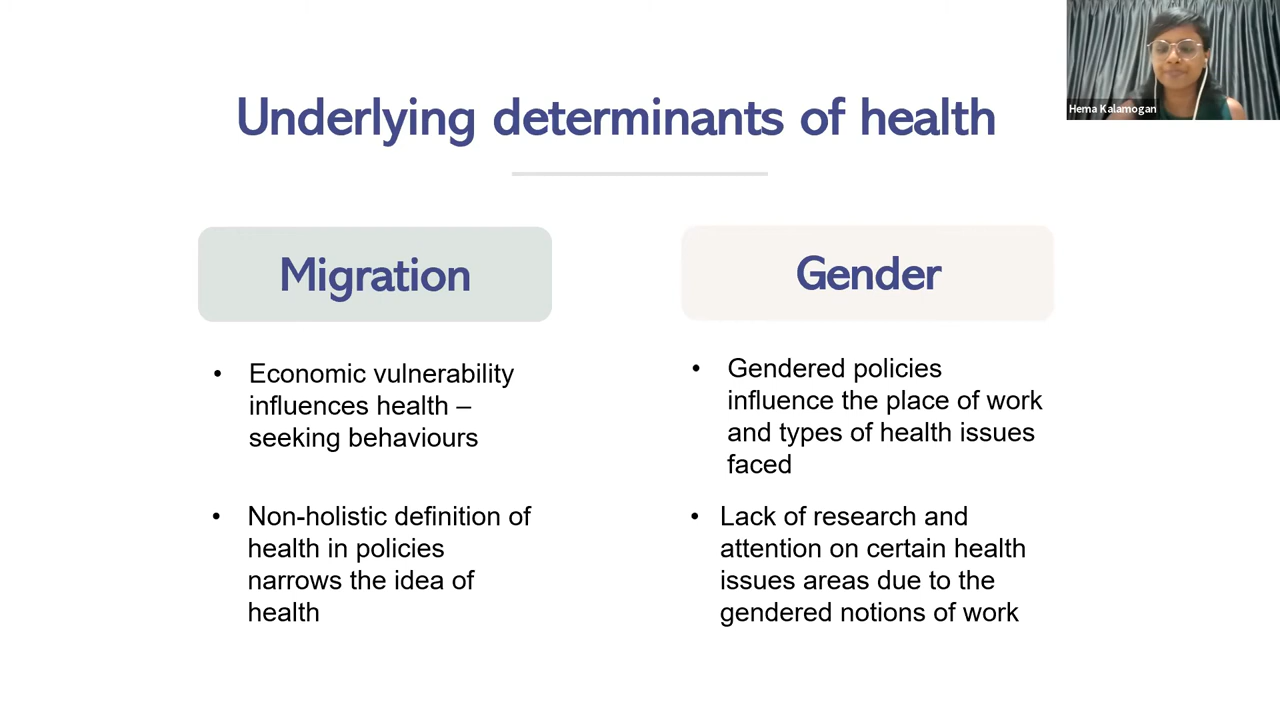 Underlying determinants of health
Hema Kalamogan
Migration
Economic vulnerability
influences health –
seeking behaviours
• Non-holistic definition of
health in policies
narrows the idea of
health
Gender
• Gendered policies
influence the place of work
and types of health issues
faced
• Lack of research and
attention on certain health
issues areas due to the
gendered notions of work